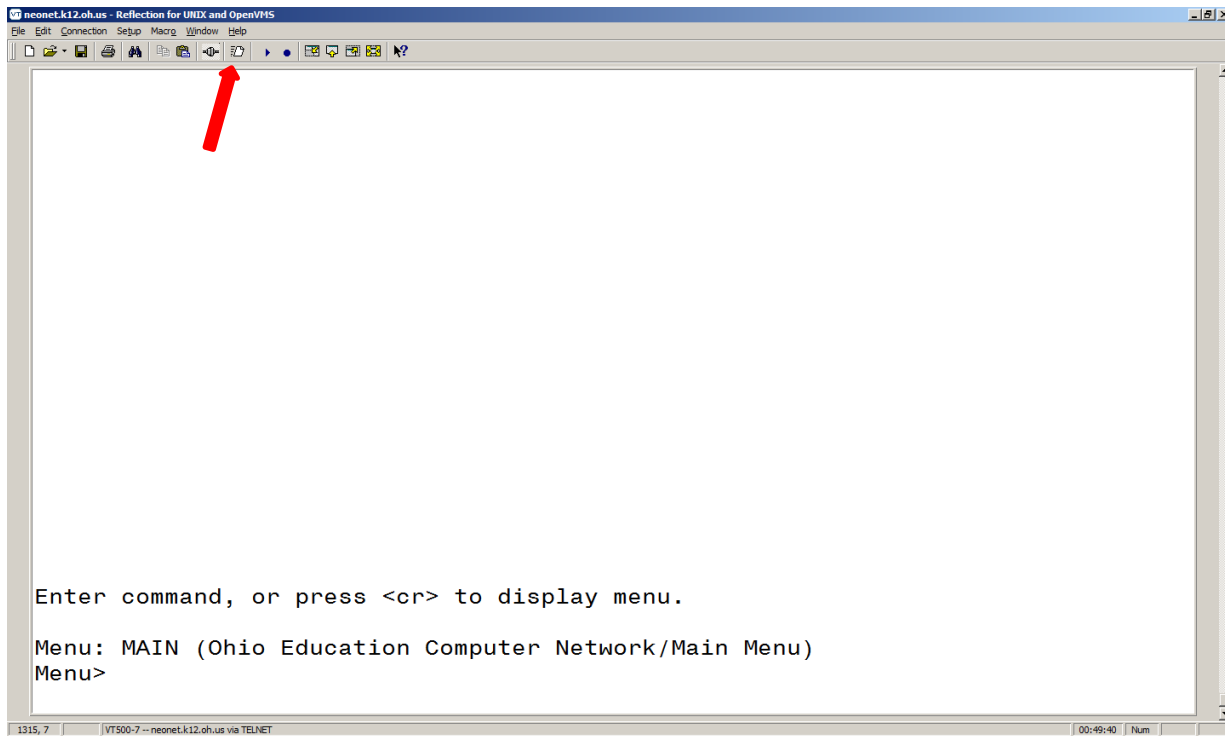 neonet.k12.oh.us - Reflection for UNIX and OpenVMS
File Edit Connection Setup Macro Window Help
Enter command, or press <cr> to display menu.
Menu: MAIN (Ohio Education Computer Network/Main Menu)
Menu>
1315, 7 VT500-7 -- neonet.k12.oh.us via TELNET 00:49:40 Num